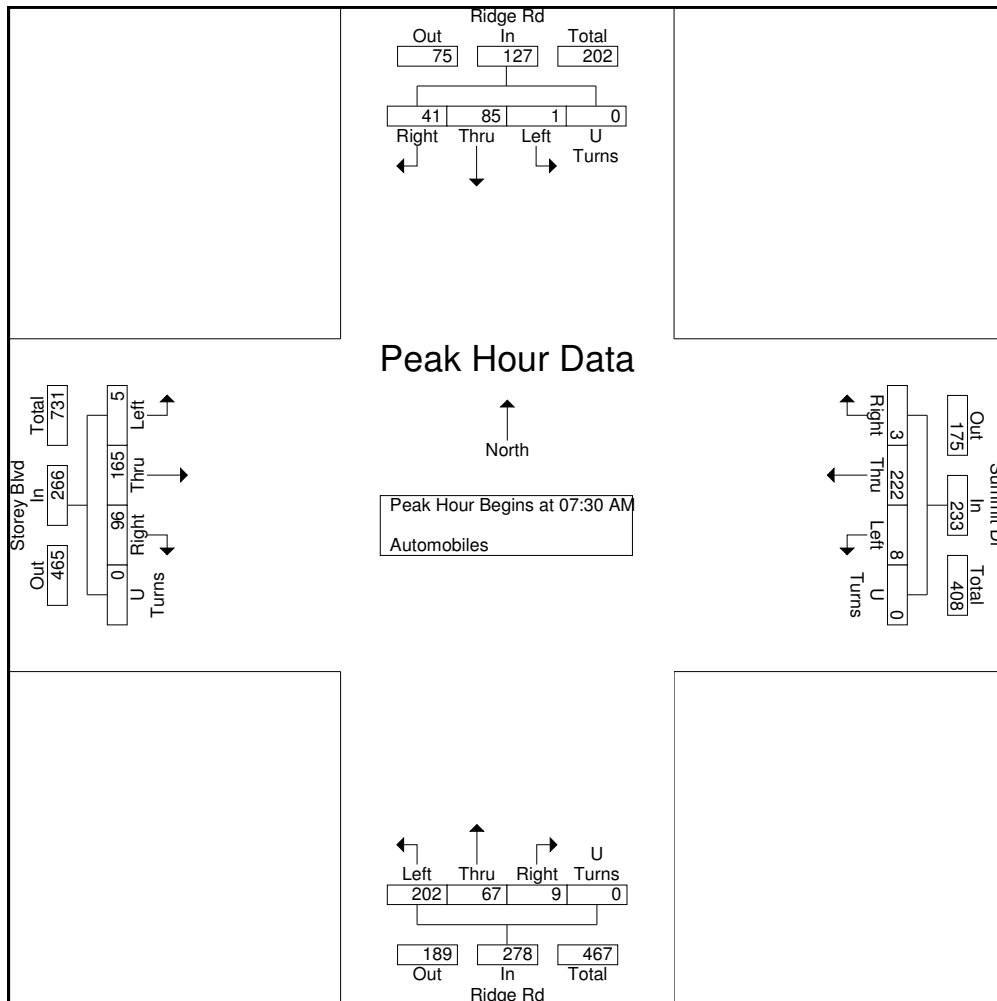 Ridge Rd
Out In Total
75 127 202
41 85 1 0
Right Thru Left U
Turns
Peak Hour Data
North
Peak Hour Begins at 07:30 AM
Automobiles
Storey Blvd
Out In Total
465 266 731
0 96 165 5
U Turns Right Thru Left
Summit Dr
Out In Total
175 233 408
3 222 8 0
Right Thru Left U
Turns
U
Left Thru Right Turns
202 67 9 0
189 278 467
Out In Total
Ridge Rd